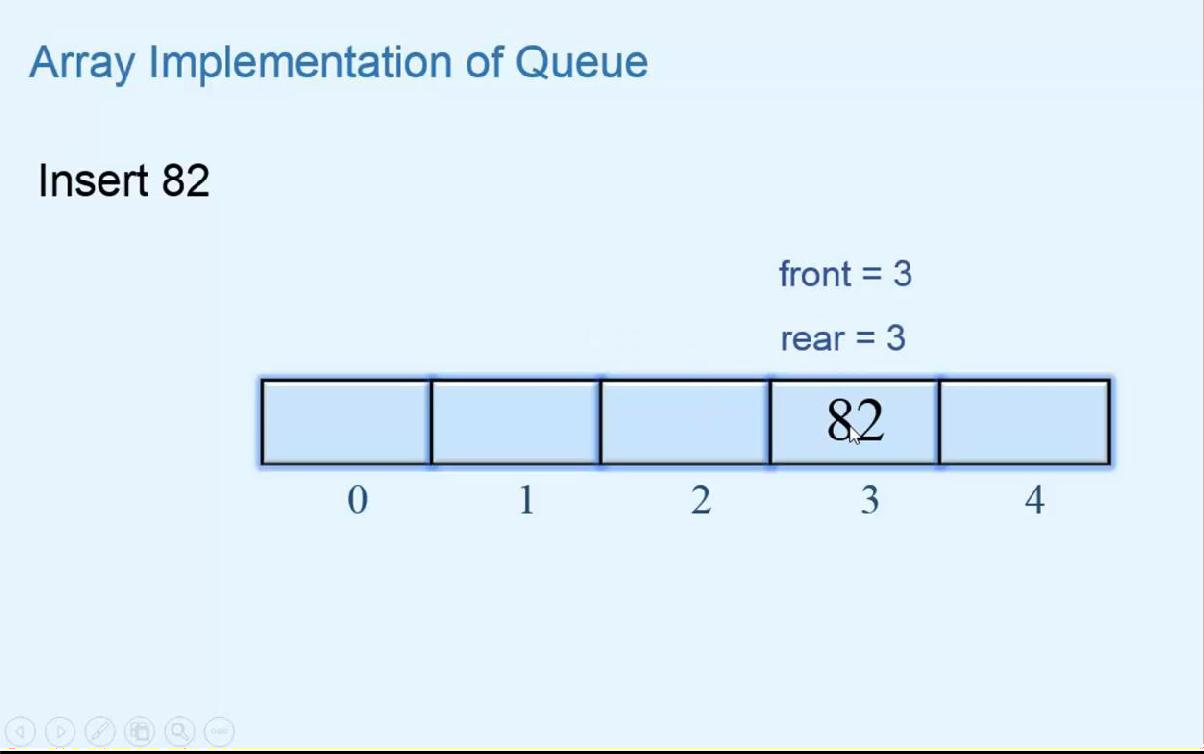 Array Implementation of Queue
Insert 82
front = 3
rear = 3
82
0 1 2 3 4